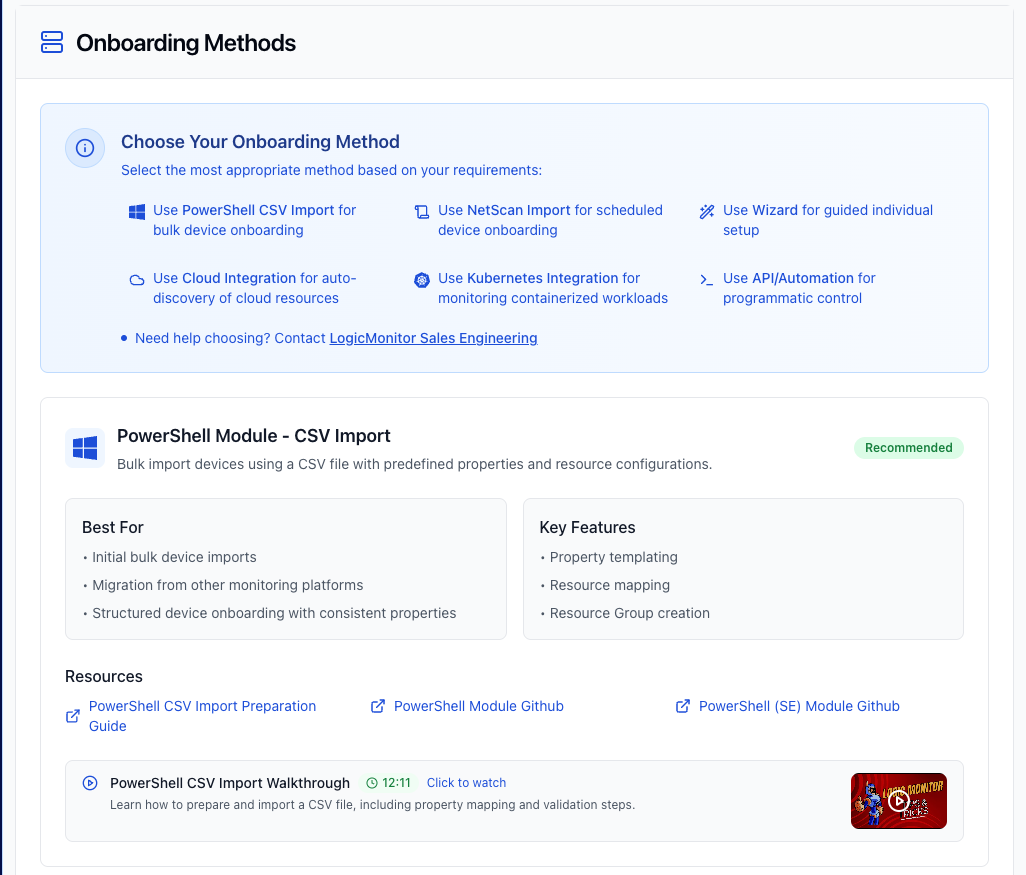 Onboarding Methods
Choose Your Onboarding Method
Select the most appropriate method based on your requirements:
Use PowerShell CSV Import for
bulk device onboarding
Use NetScan Import for scheduled
device onboarding
Use Wizard for guided individual
setup
Use Cloud Integration for auto-
discovery of cloud resources
Use Kubernetes Integration for
monitoring containerized workloads
Use API/Automation for
programmatic control
• Need help choosing? Contact LogicMonitor Sales Engineering
PowerShell Module - CSV Import
Bulk import devices using a CSV file with predefined properties and resource configurations.
Recommended
Best For
• Initial bulk device imports
• Migration from other monitoring platforms
• Structured device onboarding with consistent properties
Key Features
• Property templating
• Resource mapping
• Resource Group creation
Resources
PowerShell CSV Import Preparation
Guide
PowerShell Module Github
PowerShell (SE) Module Github
PowerShell CSV Import Walkthrough 12:11 Click to watch
Learn how to prepare and import a CSV file, including property mapping and validation steps.
LOGIC MONITOR